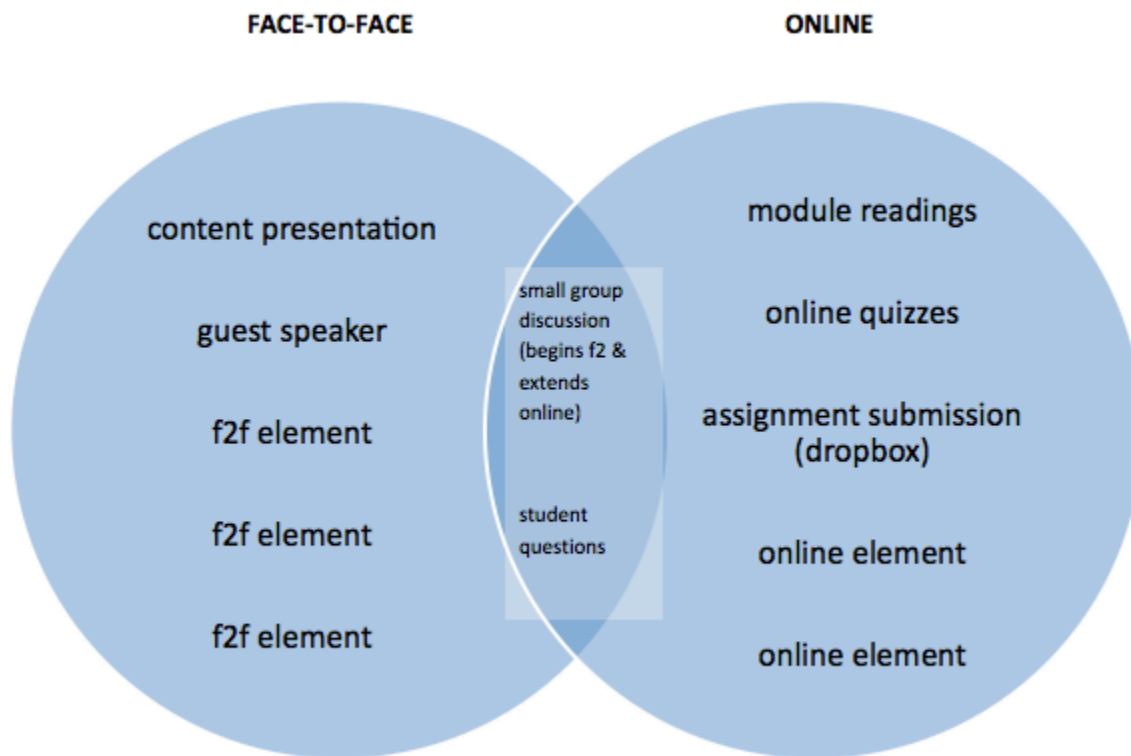 FACE-TO-FACE
ONLINE
content presentation
guest speaker
f2f element
f2f element
f2f element
small group
discussion
(begins f2 &
extends
online)
student
questions
module readings
online quizzes
assignment submission
(dropbox)
online element
online element